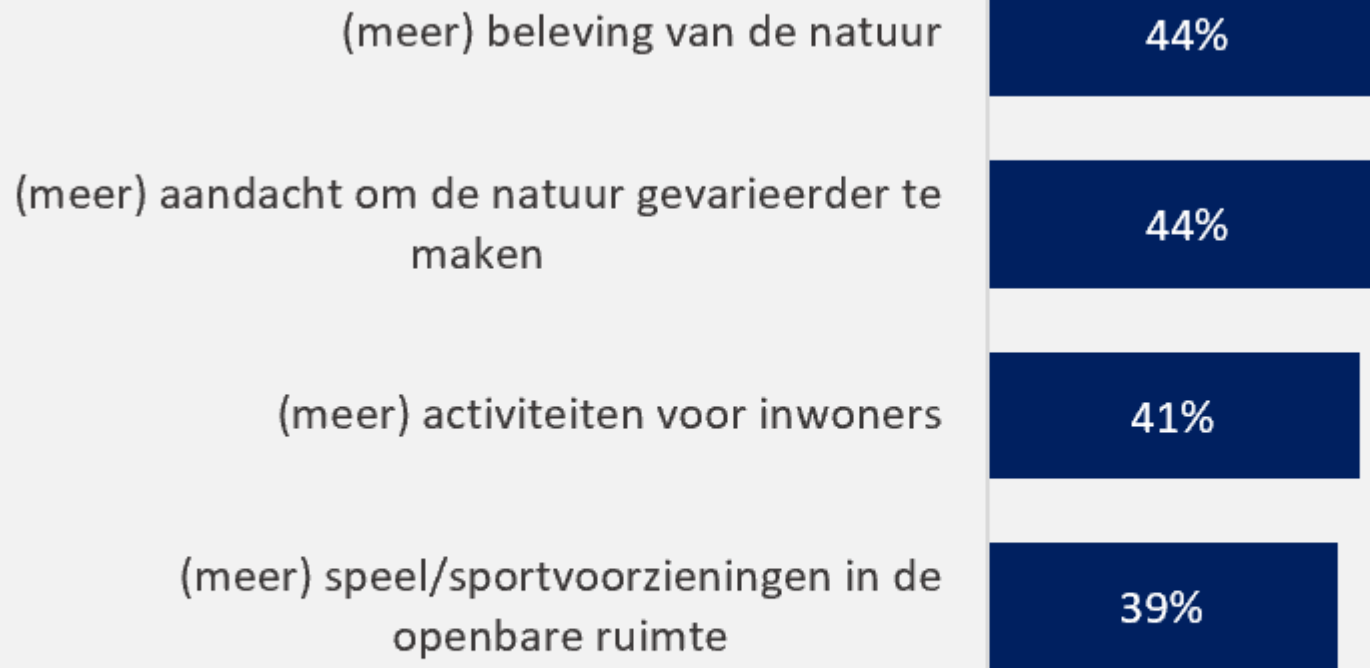 (meer) beleving van de natuur
44%
(meer) aandacht om de natuur gevarieerder te
maken
44%
(meer) activiteiten voor inwoners
41%
(meer) speel/sportvoorzieningen in de
openbare ruimte
39%